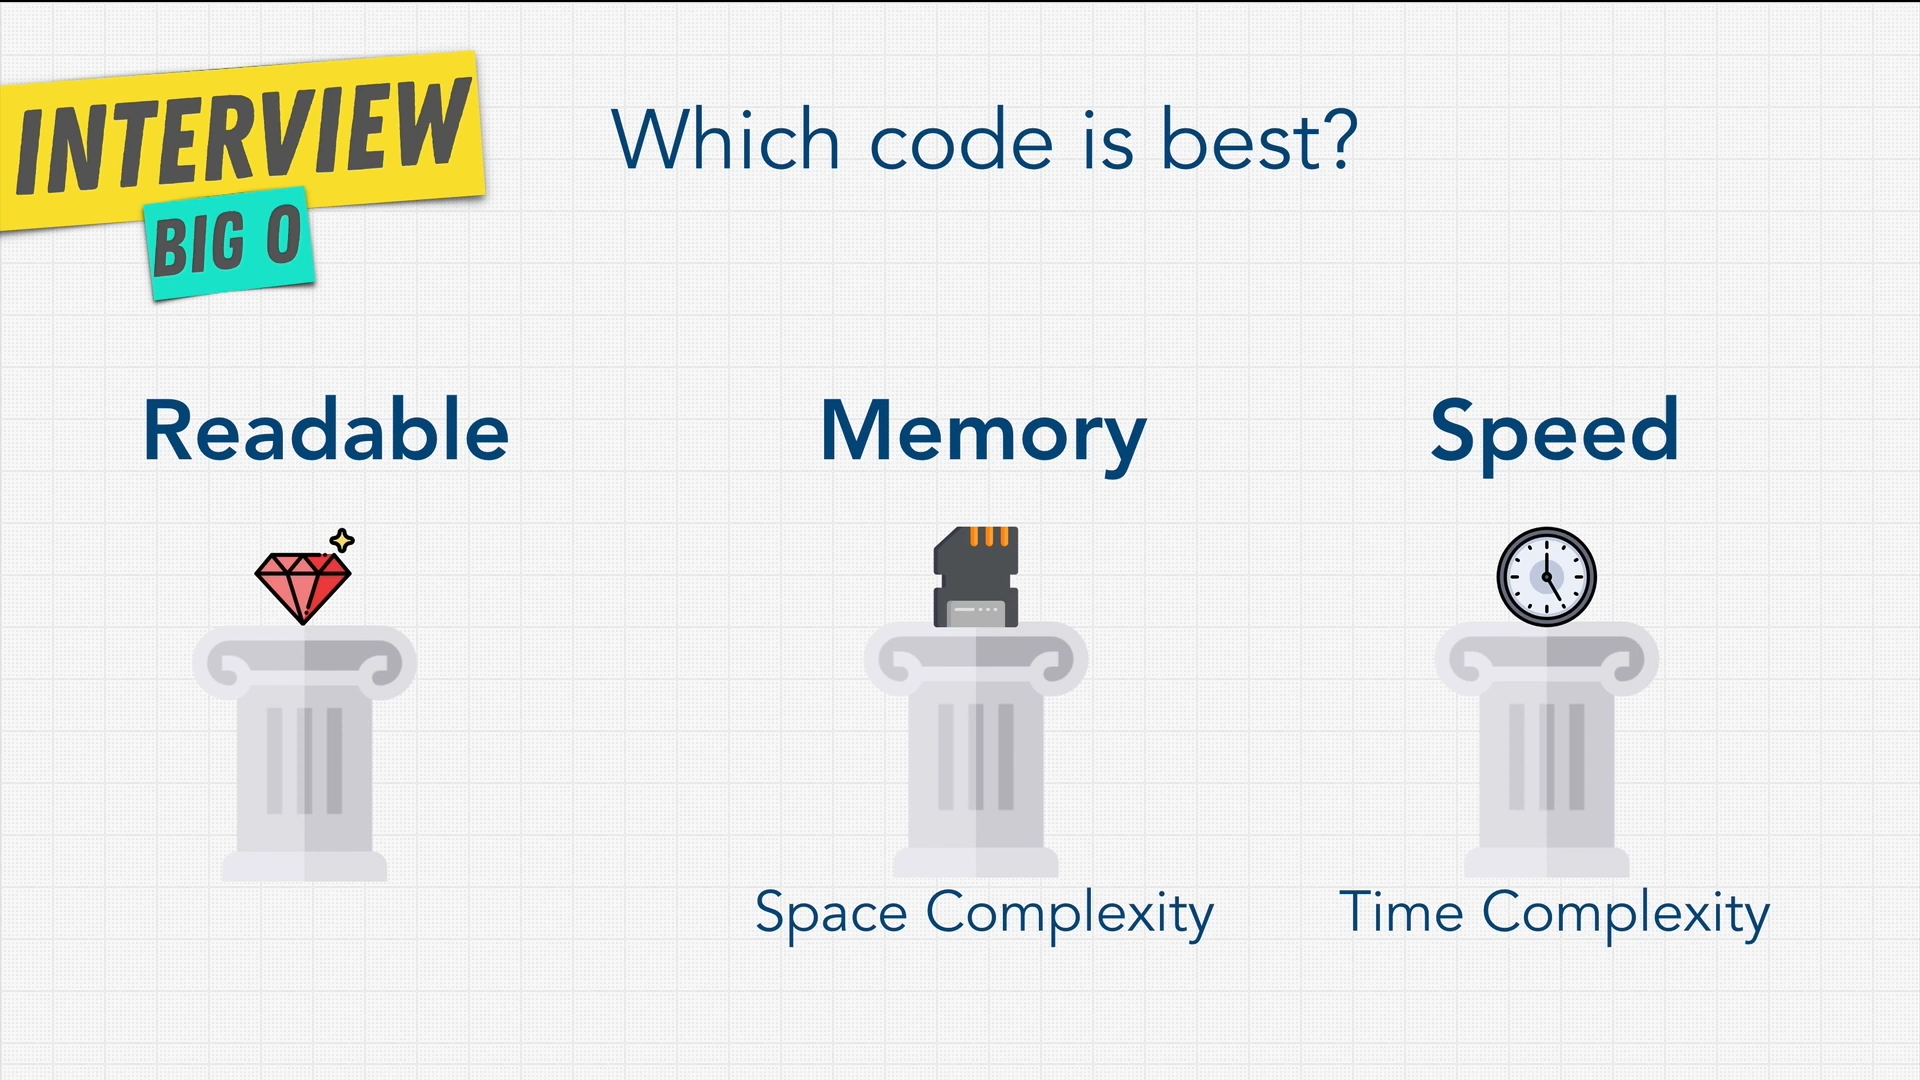 INTERVIEW
BIG O
Which code is best?
Readable
Memory
Speed
Space Complexity
Time Complexity